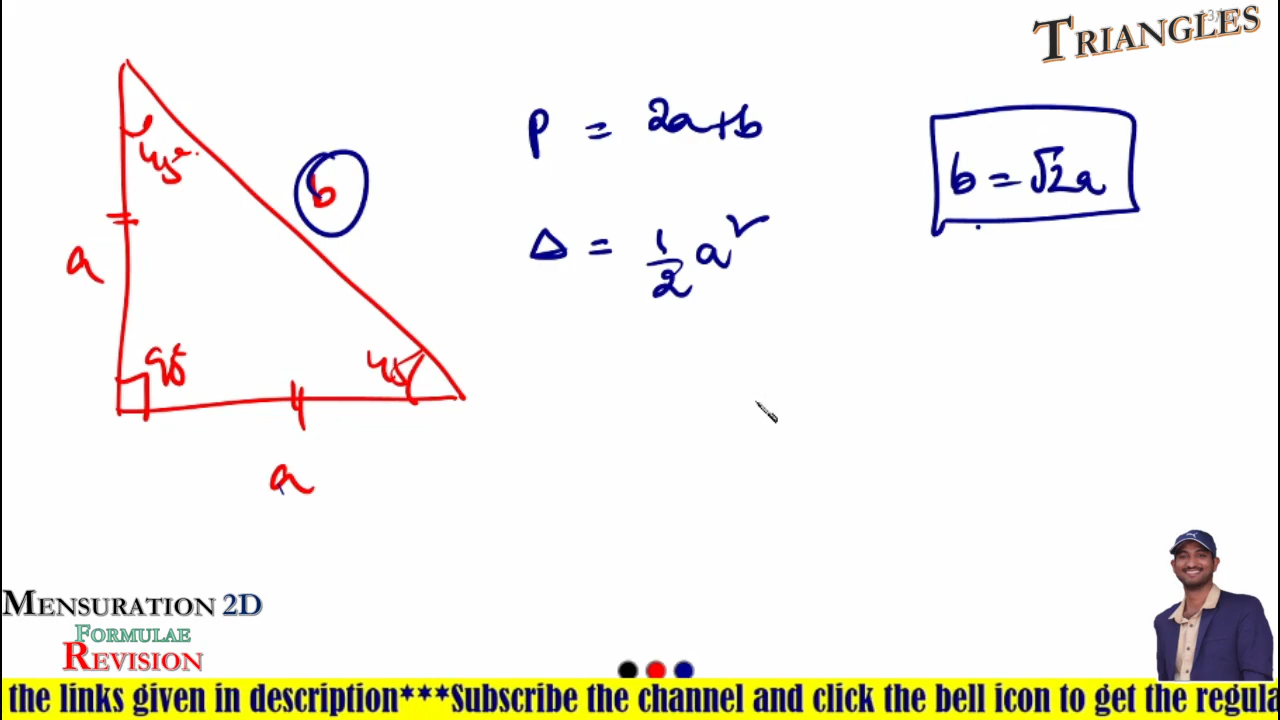 TRIANGLES
45°
b
a
90°
45
a
P = 2a+b
Δ = 1/2 a²
b = √2a
MENSURATION 2D
FORMULAE
REVISION
the links given in description***Subscribe the channel and click the bell icon to get the regula